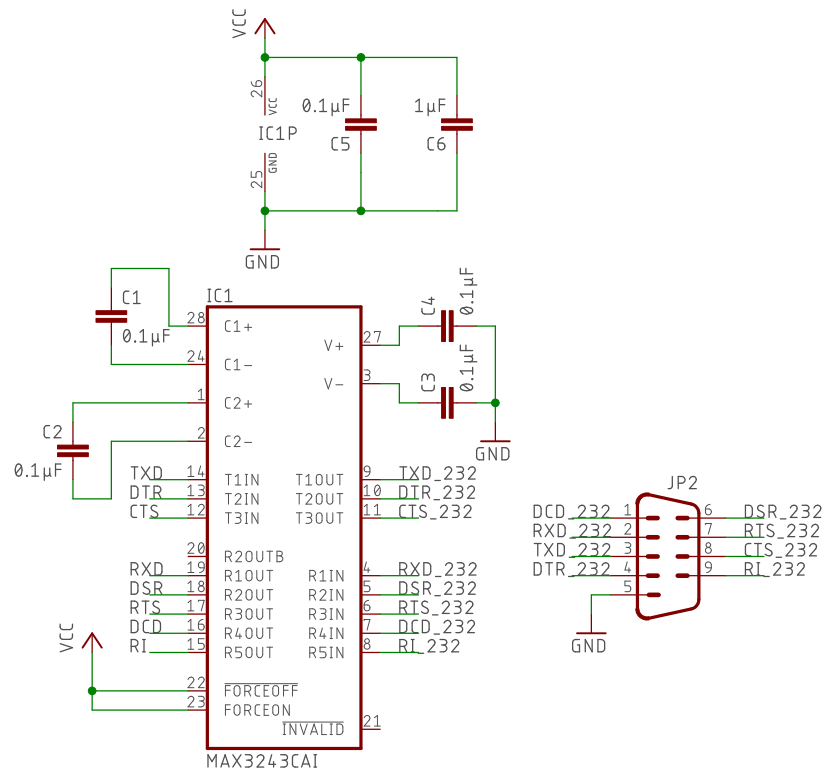 VCC
26
VCC
0.1µF
1µF
IC1P
C5
C6
GND
25
GND
IC1
C1
0.1µF
C4
0.1µF
28
C1+
27
V+
24
C1-
C3
0.1µF
3
V-
1
C2+
C2
0.1µF
2
C2-
GND
TXD 14 T1IN T1OUT 9 TXD_232
DTR 13 T2IN T2OUT 10 DTR_232
CTS 12 T3IN T3OUT 11 CTS_232
20 R2OUTB
RXD 19 R1OUT R1IN 4 RXD_232
DSR 18 R2OUT R2IN 5 DSR_232
RTS 17 R3OUT R3IN 6 RTS_232
DCD 16 R4OUT R4IN 7 DCD_232
RI 15 R5OUT R5IN 8 RI_232
VCC
22 FORCEOFF
23 FORCEON
INVALID 21
MAX3243CAI
JP2
DCD_232 1 6 DSR_232
RXD_232 2 7 RTS_232
TXD_232 3 8 CTS_232
DTR_232 4 9 RI_232
5
GND